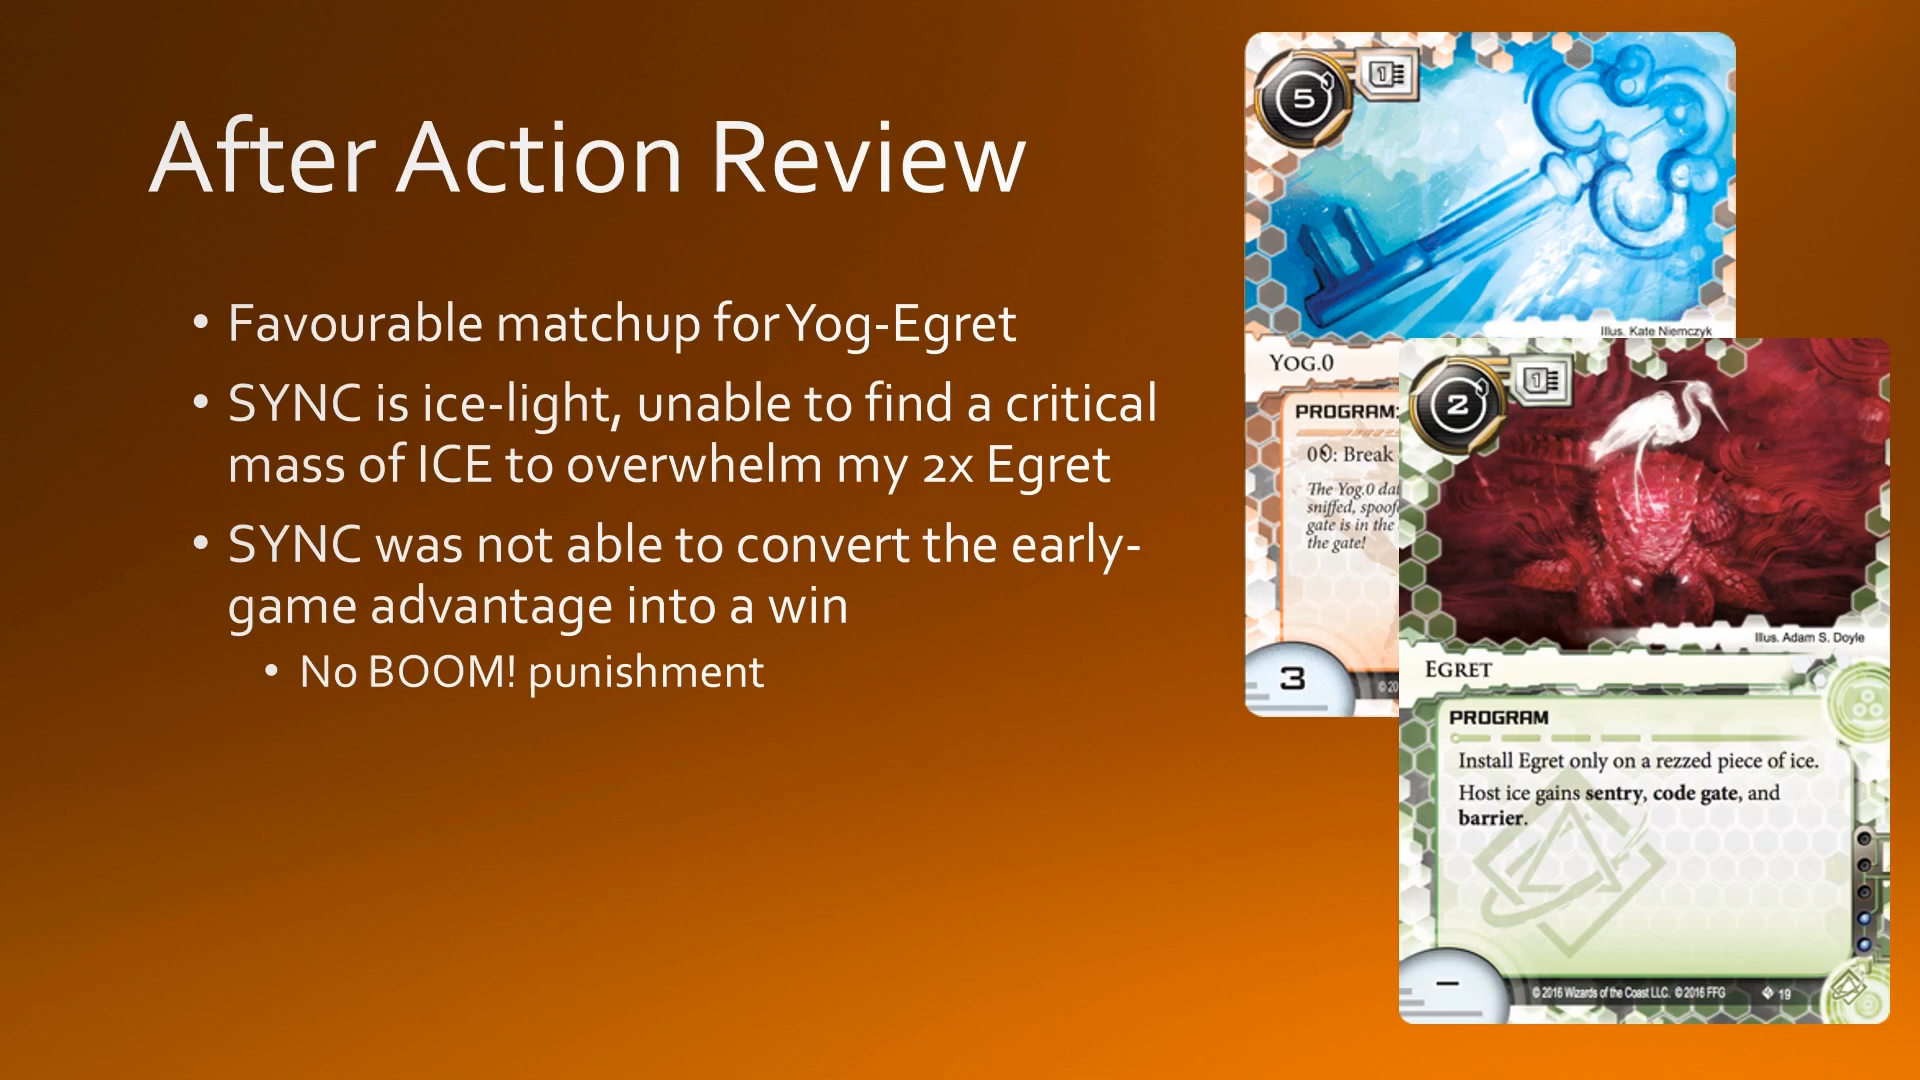 After Action Review
• Favourable matchup for Yog-Egret
• SYNC is ice-light, unable to find a critical
mass of ICE to overwhelm my 2x Egret
• SYNC was not able to convert the early-
game advantage into a win
• No BOOM! punishment
5
1
Illus. Kate Niemczyk
YOG.0
PROGRAM:
0: Break
The Yog.0 dat
sniffed, spoof
gate is in the
the gate!
3
© 20
2
1
Illus. Adam S. Doyle
EGRET
PROGRAM
Install Egret only on a rezzed piece of ice.
Host ice gains sentry, code gate, and
barrier.
–
© 2016 Wizards of the Coast LLC. © 2016 FFG
19